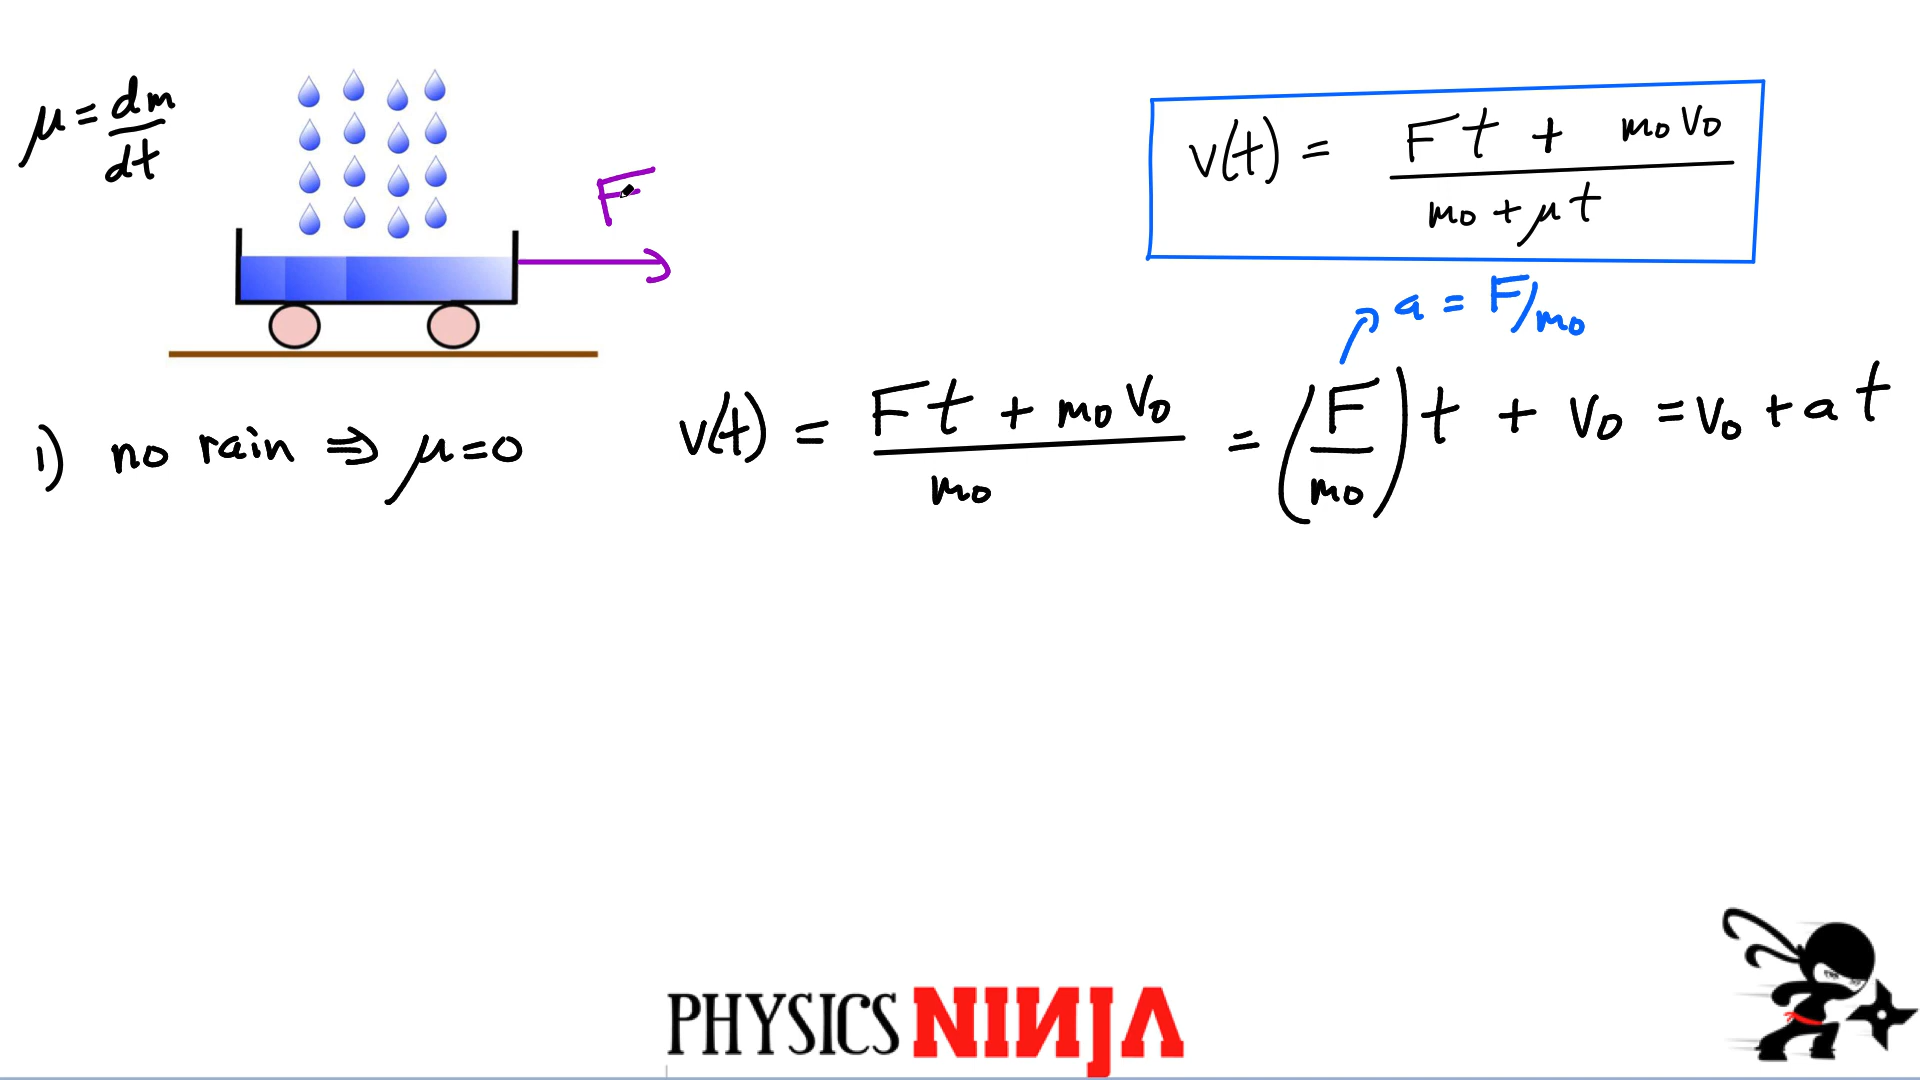 μ = dm/dt
F
v(t) = (Ft + m₀v₀)/(m₀ + μt)
a = F/m₀
1) no rain ⇒ μ = 0 v(t) = (Ft + m₀v₀)/m₀ = (F/m₀)t + v₀ = v₀ + at
PHYSICS NINJA